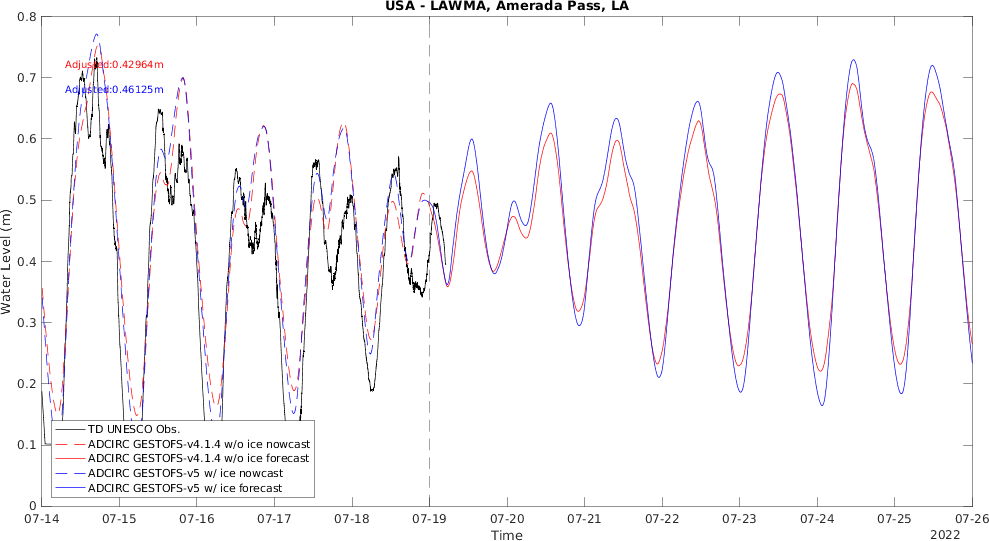 USA - LAWMA, Amerada Pass, LA
0.8
0.7
0.6
0.5
0.4
0.3
0.2
0.1
0
Water Level (m)
Adjusted:0.42964m
Adjusted:0.46125m
TD UNESCO Obs.
ADCIRC GESTOFS-v4.1.4 w/o ice nowcast
ADCIRC GESTOFS-v4.1.4 w/o ice forecast
ADCIRC GESTOFS-v5 w/ ice nowcast
ADCIRC GESTOFS-v5 w/ ice forecast
07-14 07-15 07-16 07-17 07-18 07-19 07-20 07-21 07-22 07-23 07-24 07-25 07-26
Time
2022